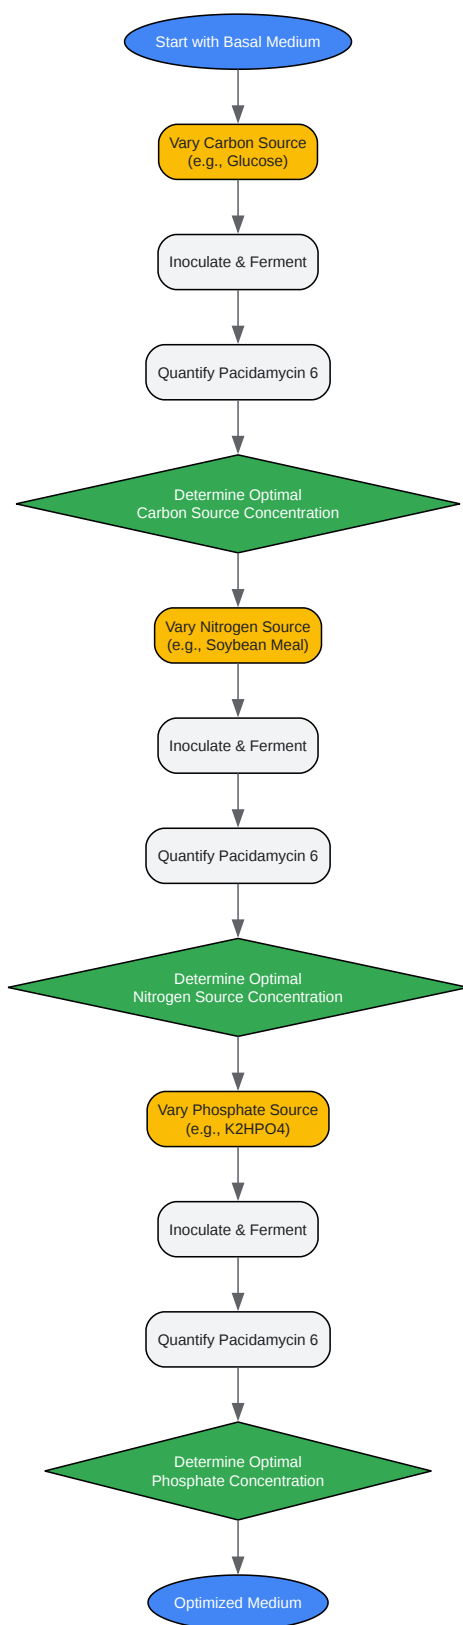 Start with Basal Medium
Vary Carbon Source
(e.g., Glucose)
Inoculate & Ferment
Quantify Pacidamycin 6
Determine Optimal
Carbon Source Concentration
Vary Nitrogen Source
(e.g., Soybean Meal)
Inoculate & Ferment
Quantify Pacidamycin 6
Determine Optimal
Nitrogen Source Concentration
Vary Phosphate Source
(e.g., K2HPO4)
Inoculate & Ferment
Quantify Pacidamycin 6
Determine Optimal
Phosphate Concentration
Optimized Medium